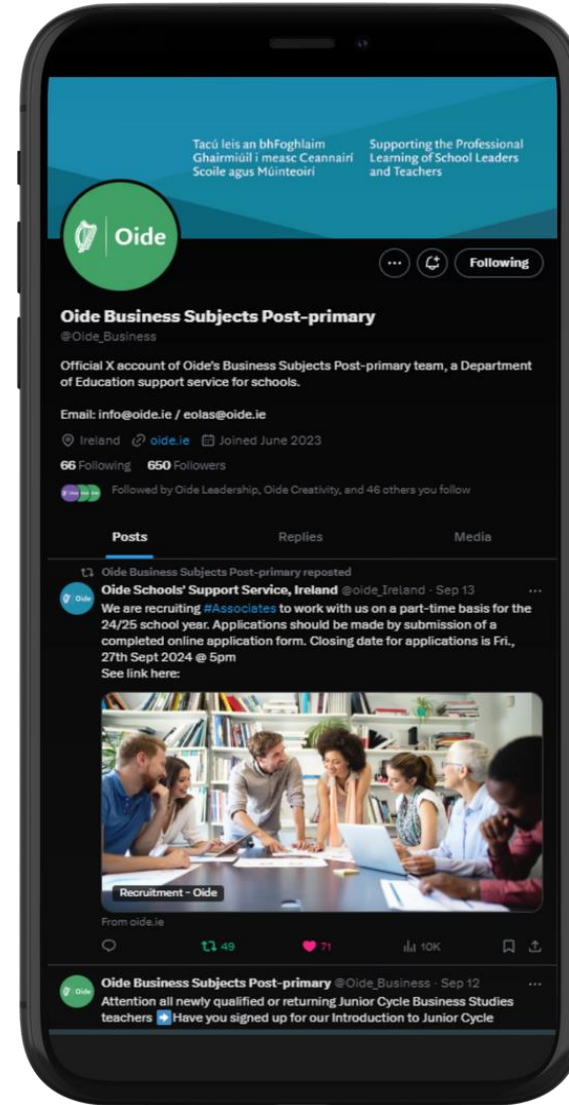 Tacú leis an bhFoghlaim
Ghairmiúil i measc Ceannairí
Scoile agus Múinteoirí
Supporting the Professional
Learning of School Leaders
and Teachers
Oide
Following
Oide Business Subjects Post-primary
@Oide_Business
Official X account of Oide's Business Subjects Post-primary team, a Department
of Education support service for schools.
Email: info@oide.ie / eolas@oide.ie
Ireland oide.ie Joined June 2023
66 Following 650 Followers
Followed by Oide Leadership, Oide Creativity, and 46 others you follow
Posts Replies Media
Oide Business Subjects Post-primary reposted
Oide Schools' Support Service, Ireland @oide_Ireland · Sep 13
We are recruiting #Associates to work with us on a part-time basis for the
24/25 school year. Applications should be made by submission of a
completed online application form. Closing date for applications is Fri.,
27th Sept 2024 @ 5pm
See link here:
Recruitment - Oide
From oide.ie
49 71 10K
Oide Business Subjects Post-primary @Oide_Business · Sep 12
Attention all newly qualified or returning Junior Cycle Business Studies
teachers ➡️Have you signed up for our Introduction to Junior Cycle